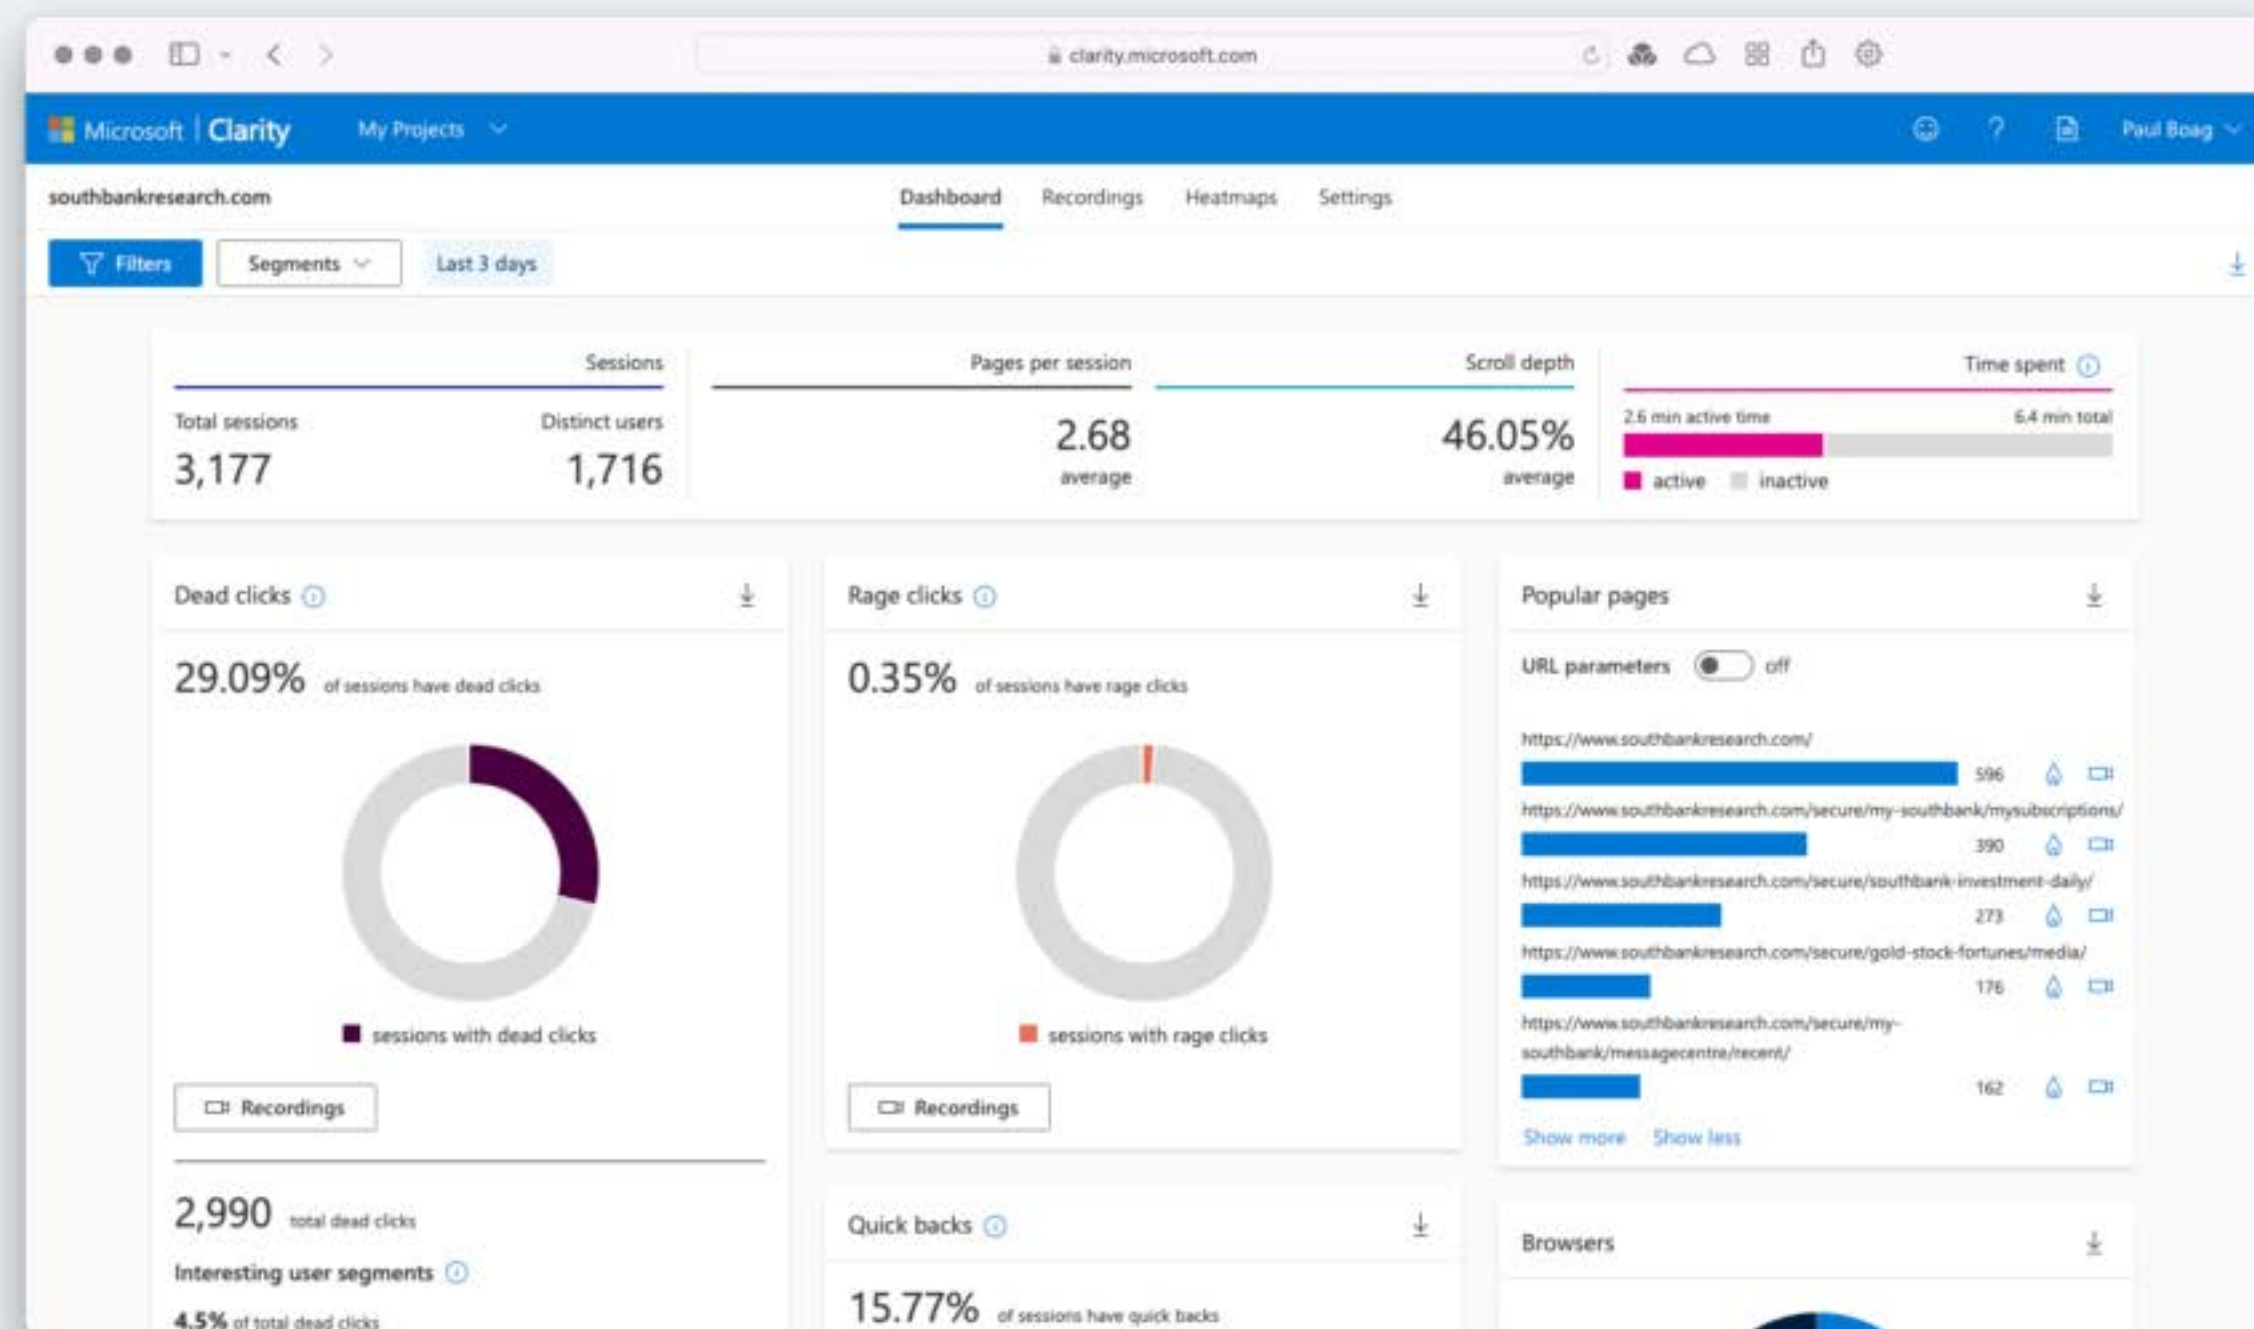 clarity.microsoft.com
Microsoft | Clarity My Projects ? Paul Boag
southbankresearch.com Dashboard Recordings Heatmaps Settings
Filters Segments Last 3 days
Sessions Pages per session Scroll depth Time spent
Total sessions Distinct users 2.6 min active time 6.4 min total
3,177 1,716 2.68 46.05%
average average active inactive
Dead clicks
29.09% of sessions have dead clicks
sessions with dead clicks
Recordings
2,990 total dead clicks
Interesting user segments
4.5% of total dead clicks
Rage clicks
0.35% of sessions have rage clicks
sessions with rage clicks
Recordings
Quick backs
15.77% of sessions have quick backs
Popular pages
URL parameters off
https://www.southbankresearch.com/
596
https://www.southbankresearch.com/secure/my-southbank/mysubscriptions/
390
https://www.southbankresearch.com/secure/southbank-investment-daily/
273
https://www.southbankresearch.com/secure/gold-stock-fortunes/media/
176
https://www.southbankresearch.com/secure/my-
southbank/messagecentre/recent/
162
Show more Show less
Browsers